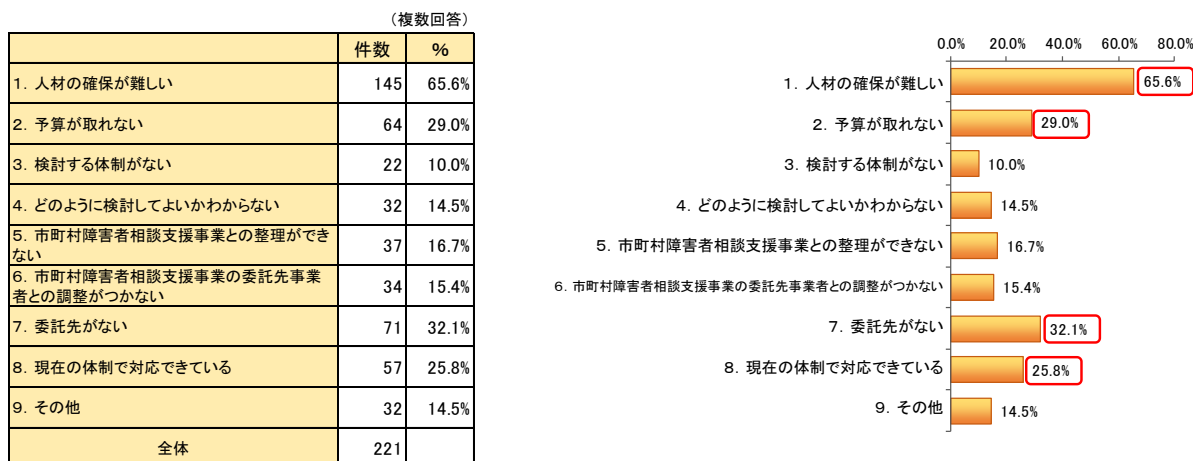 （複数回答）
件数 %
1. 人材の確保が難しい 145 65.6%
2. 予算が取れない 64 29.0%
3. 検討する体制がない 22 10.0%
4. どのように検討してよいかわからない 32 14.5%
5. 市町村障害者相談支援事業との整理ができ
ない 37 16.7%
6. 市町村障害者相談支援事業の委託先事業
者との調整がつかない 34 15.4%
7. 委託先がない 71 32.1%
8. 現在の体制で対応できている 57 25.8%
9. その他 32 14.5%
全体 221
0.0% 20.0% 40.0% 60.0% 80.0%
1. 人材の確保が難しい 65.6%
2. 予算が取れない 29.0%
3. 検討する体制がない 10.0%
4. どのように検討してよいかわからない 14.5%
5. 市町村障害者相談支援事業との整理ができない 16.7%
6. 市町村障害者相談支援事業の委託先事業者との調整がつかない 15.4%
7. 委託先がない 32.1%
8. 現在の体制で対応できている 25.8%
9. その他 14.5%